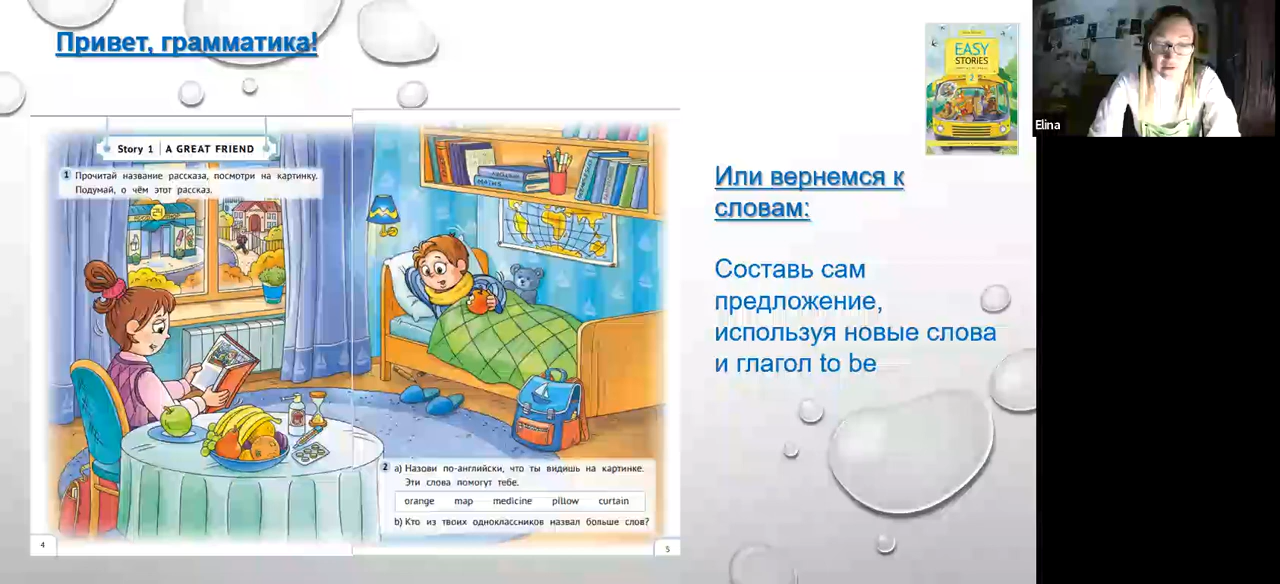 Привет, грамматика!
EASY
STORIES
2
Elina
Story 1 | A GREAT FRIEND
1 Прочитай название рассказа, посмотри на картинку.
Подумай, о чём этот рассказ.
24
MATHS
Или вернемся к
словам:
Составь сам
предложение,
используя новые слова
и глагол to be
2 a) Назови по-английски, что ты видишь на картинке.
Эти слова помогут тебе.
orange map medicine pillow curtain
b) Кто из твоих одноклассников назвал больше слов?
4
5